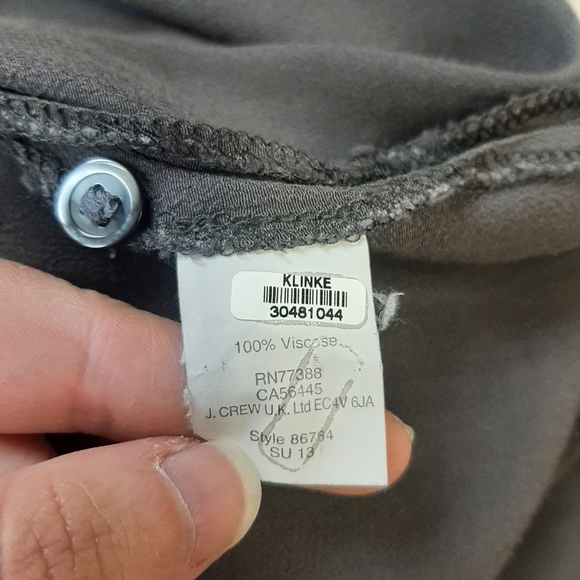 KLINKE
30481044
100% Viscose
RN77388
CA56445
J. CREW U.K. Ltd EC4V 6JA
Style 86764
SU 13